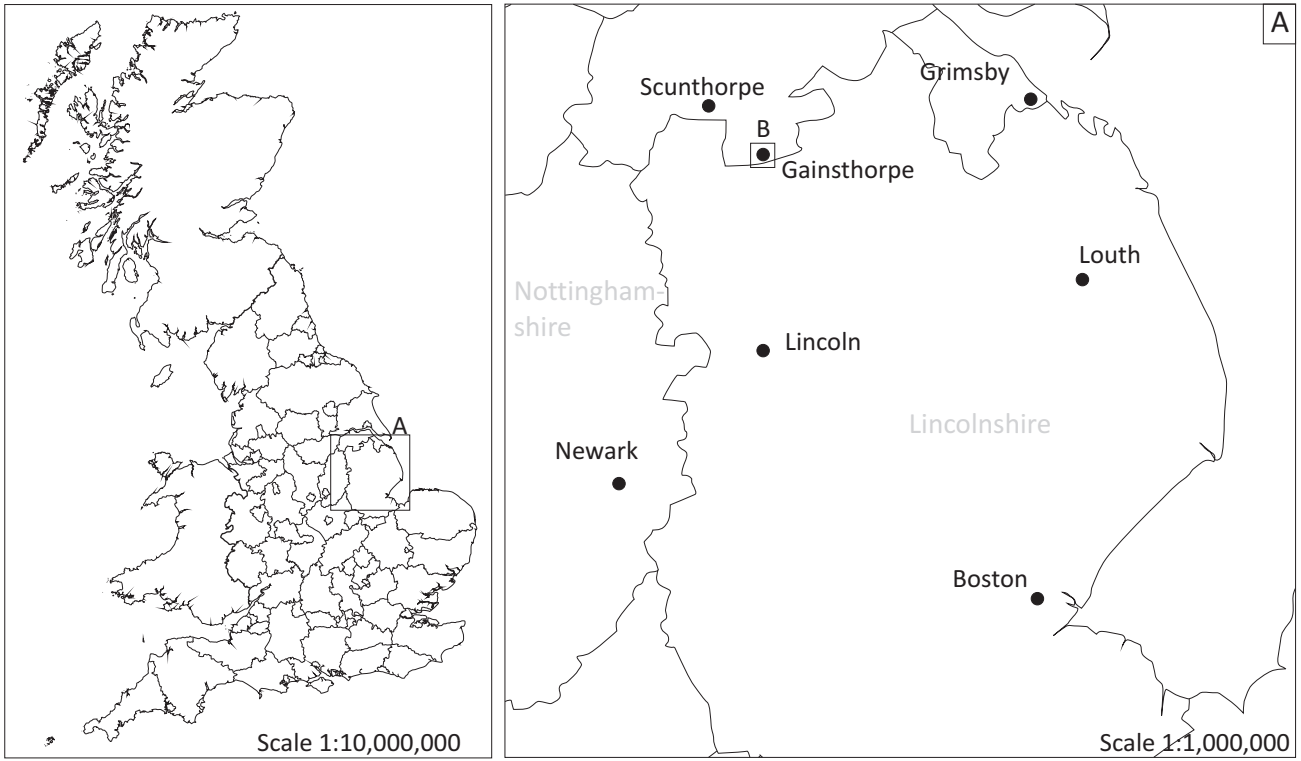 A
Scale 1:10,000,000
A
Grimsby
Scunthorpe
B
Gainsthorpe
Louth
Nottingham-
shire
Lincoln
Lincolnshire
Newark
Boston
Scale 1:1,000,000